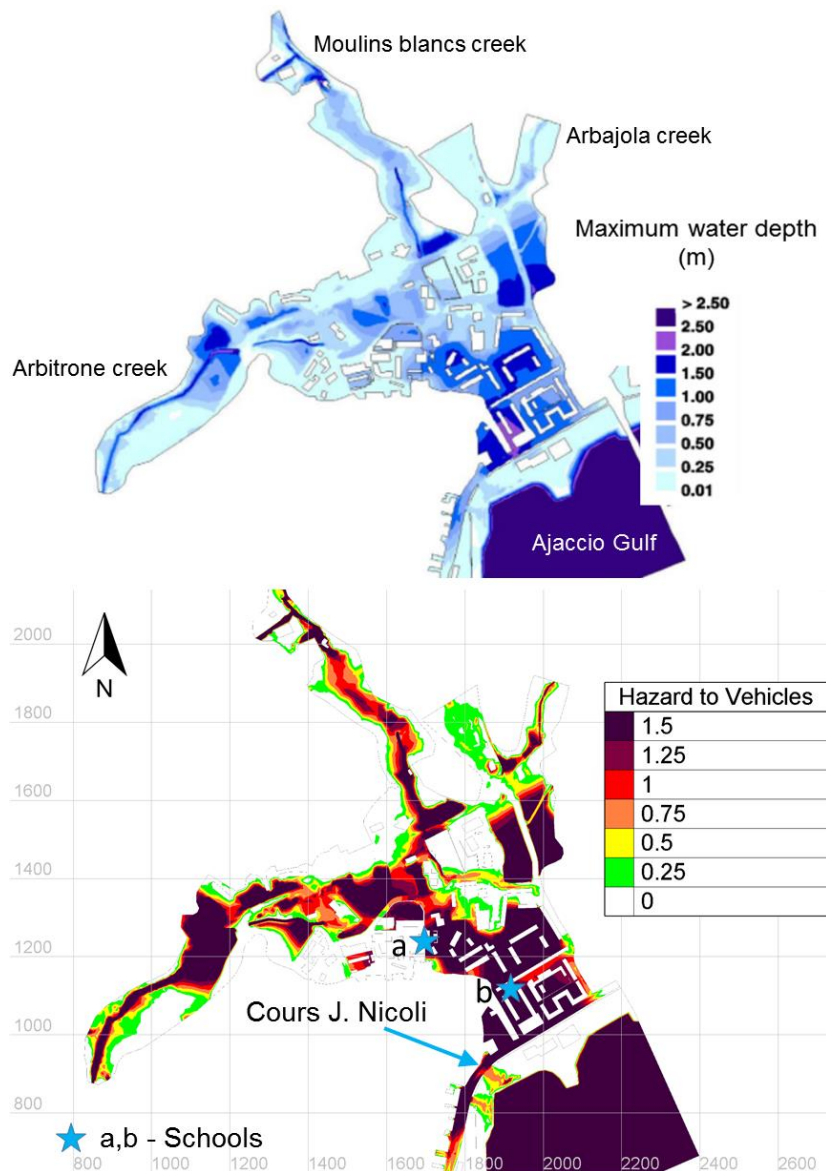 Moulins blancs creek
Arbajola creek
Maximum water depth
(m)
> 2.50
2.50
2.00
1.50
1.00
0.75
0.50
0.25
0.01
Arbitrone creek
Ajaccio Gulf
2000
1800
1600
1400
1200
1000
800
N
Hazard to Vehicles
1.5
1.25
1
0.75
0.5
0.25
0
a
b
Cours J. Nicoli
a,b - Schools
800
1000
1200
1400
1600
1800
2000
2200
2400
2600